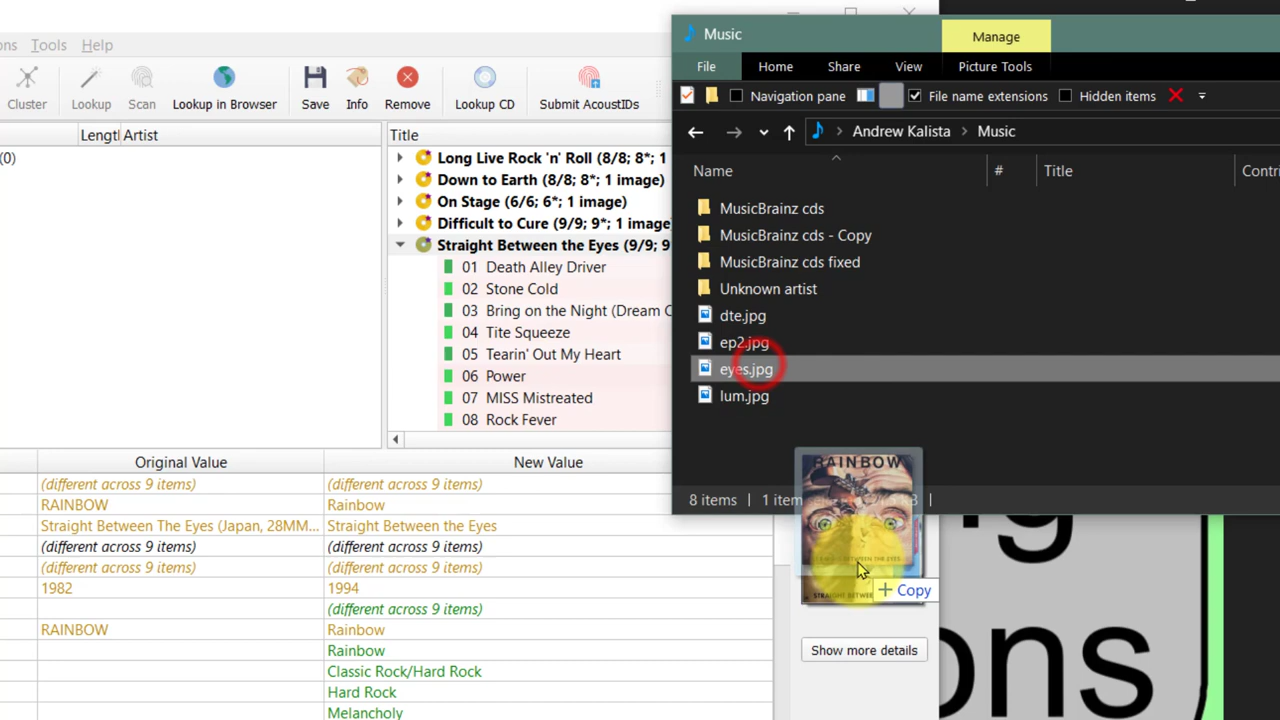 ons Tools Help
Cluster Lookup Scan Lookup in Browser Save Info Remove Lookup CD Submit AcoustIDs
Length Artist
(0)
Title
Long Live Rock 'n' Roll (8/8; 8*; 1
Down to Earth (8/8; 8*; 1 image)
On Stage (6/6; 6*; 1 image)
Difficult to Cure (9/9; 9*; 1 image
Straight Between the Eyes (9/9; 9
01 Death Alley Driver
02 Stone Cold
03 Bring on the Night (Dream C
04 Tite Squeeze
05 Tearin' Out My Heart
06 Power
07 MISS Mistreated
08 Rock Fever
Music
Manage
File Home Share View Picture Tools
Navigation pane File name extensions Hidden items
Andrew Kalista Music
Name # Title Contri
MusicBrainz cds
MusicBrainz cds - Copy
MusicBrainz cds fixed
Unknown artist
dte.jpg
ep2.jpg
eyes.jpg
lum.jpg
8 items 1 item
Original Value New Value
(different across 9 items) (different across 9 items)
RAINBOW Rainbow
Straight Between The Eyes (Japan, 28MM... Straight Between the Eyes
(different across 9 items) (different across 9 items)
(different across 9 items) (different across 9 items)
1982 1994
(different across 9 items)
RAINBOW Rainbow
Rainbow
Classic Rock/Hard Rock
Hard Rock
Melancholy
RAINBOW
STRAIGHT BETWEE
+ Copy
Show more details
g
ons